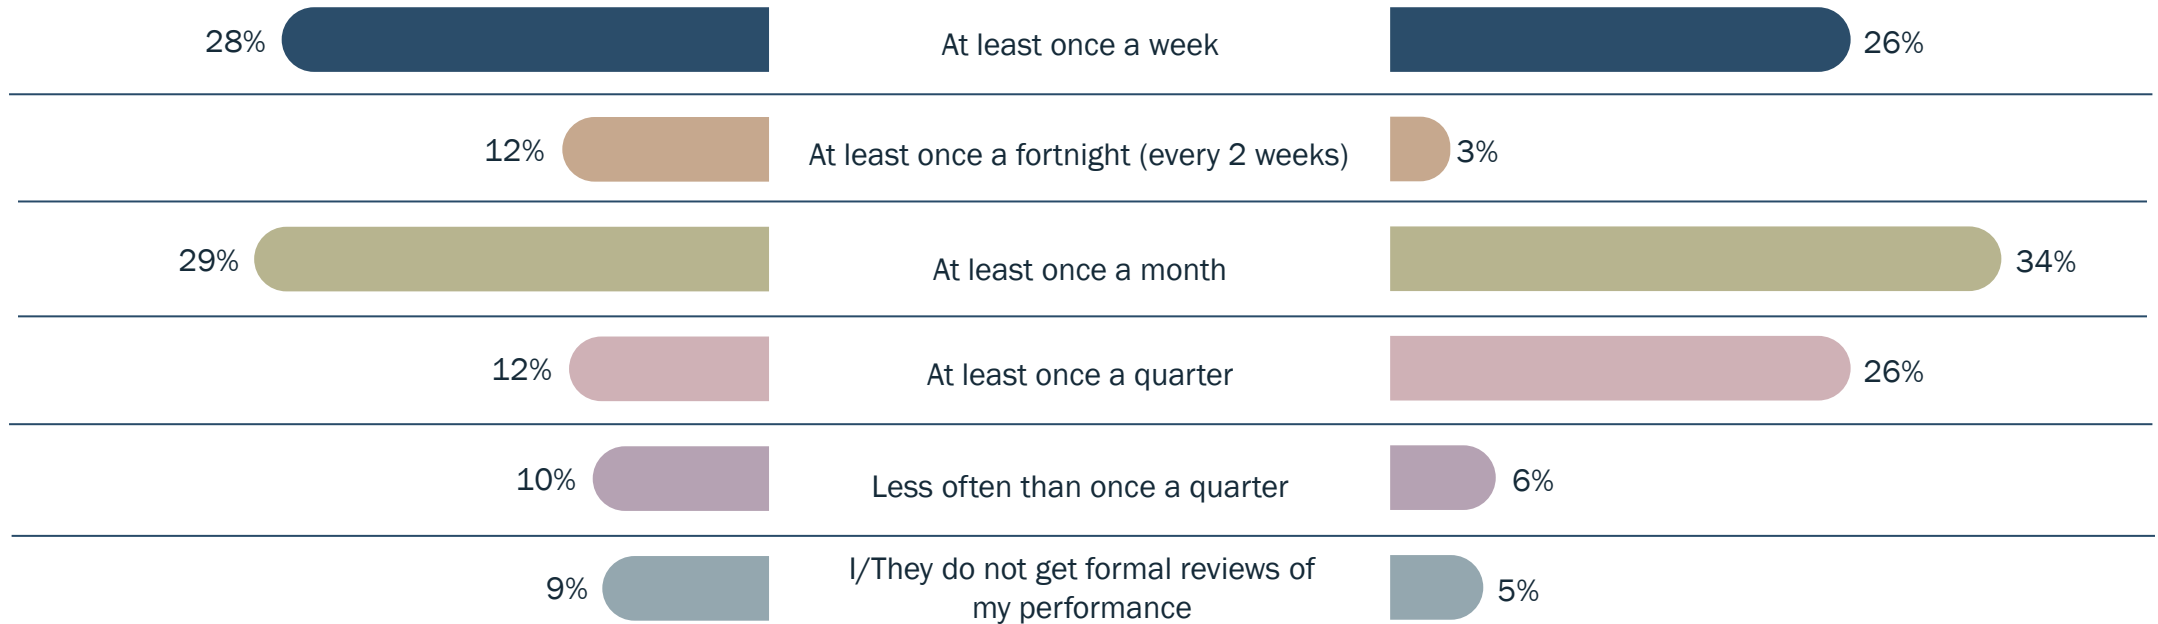 28% At least once a week 26%
12% At least once a fortnight (every 2 weeks) 3%
29% At least once a month 34%
12% At least once a quarter 26%
10% Less often than once a quarter 6%
9% I/They do not get formal reviews of
my performance 5%